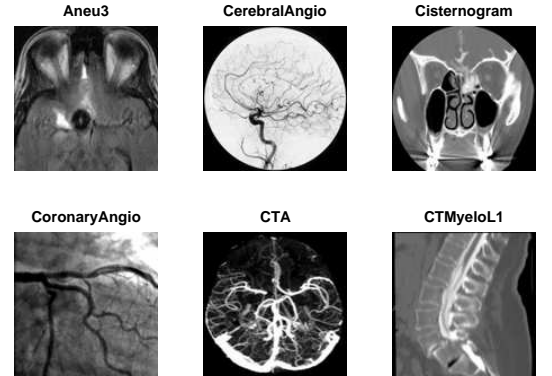 Aneu3
CerebralAngio
Cisternogram
CoronaryAngio
CTA
CTMyeloL1